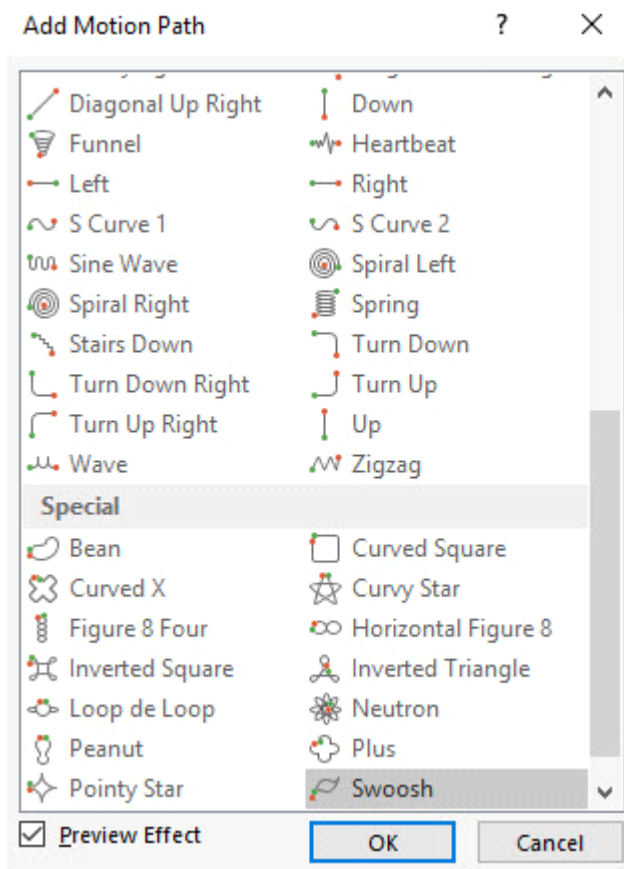 Add Motion Path ? ×
Diagonal Up Right Down
Funnel Heartbeat
Left Right
S Curve 1 S Curve 2
Sine Wave Spiral Left
Spiral Right Spring
Stairs Down Turn Down
Turn Down Right Turn Up
Turn Up Right Up
Wave Zigzag
Special
Bean Curved Square
Curved X Curvy Star
Figure 8 Four Horizontal Figure 8
Inverted Square Inverted Triangle
Loop de Loop Neutron
Peanut Plus
Pointy Star Swoosh
Preview Effect OK Cancel